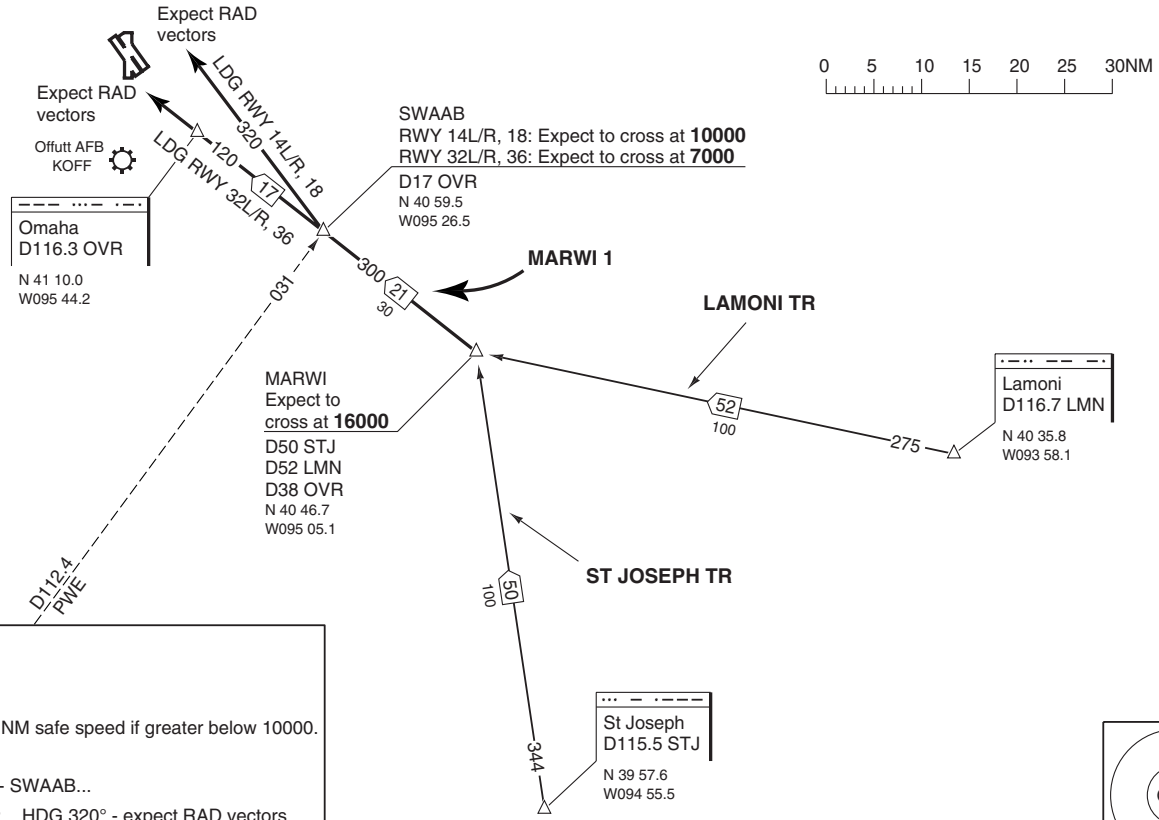 Expect RAD
vectors
0 5 10 15 20 25 30NM
Expect RAD
vectors
LDG RWY 14L/R, 18
320
Offutt AFB
KOFF
120
17
LDG RWY 32L/R, 36
SWAAB
RWY 14L/R, 18: Expect to cross at 10000
RWY 32L/R, 36: Expect to cross at 7000
D17 OVR
N 40 59.5
W095 26.5
Omaha
D116.3 OVR
N 41 10.0
W095 44.2
031
300
21
30
MARWI 1
LAMONI TR
MARWI
Expect to
cross at 16000
D50 STJ
D52 LMN
D38 OVR
N 40 46.7
W095 05.1
52
100
275
Lamoni
D116.7 LMN
N 40 35.8
W093 58.1
D112.4
PWE
ST JOSEPH TR
50
100
344
St Joseph
D115.5 STJ
N 39 57.6
W094 55.5
NM safe speed if greater below 10000.
- SWAAB...
HDG 320° - expect RAD vectors